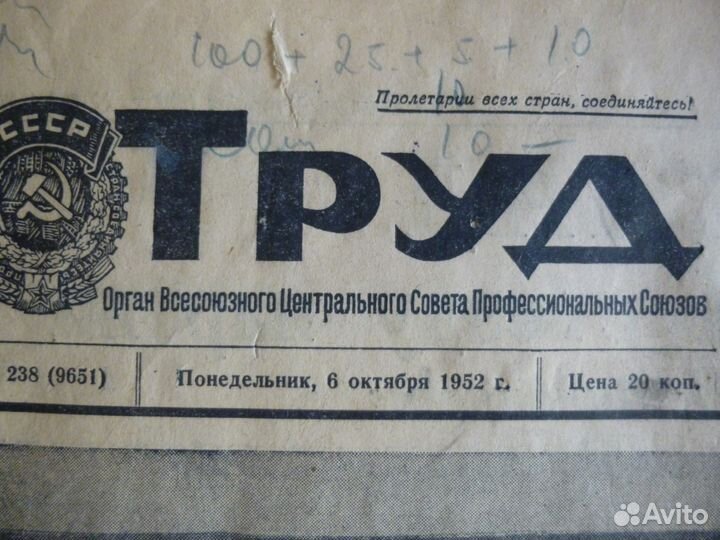 100 + 25 + 5 + 10
10
Пролетарии всех стран, соединяйтесь!
СССР
ТРУД
10 —
Орган Всесоюзного Центрального Совета Профессиональных Союзов
238 (9651)
Понедельник, 6 октября 1952 г.
Цена 20 коп.
Avito